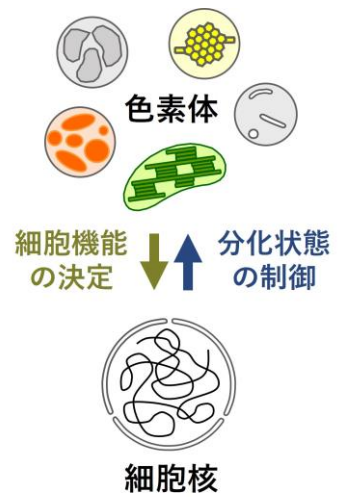 色素体
細胞機能
の決定
分化状態
の制御
細胞核